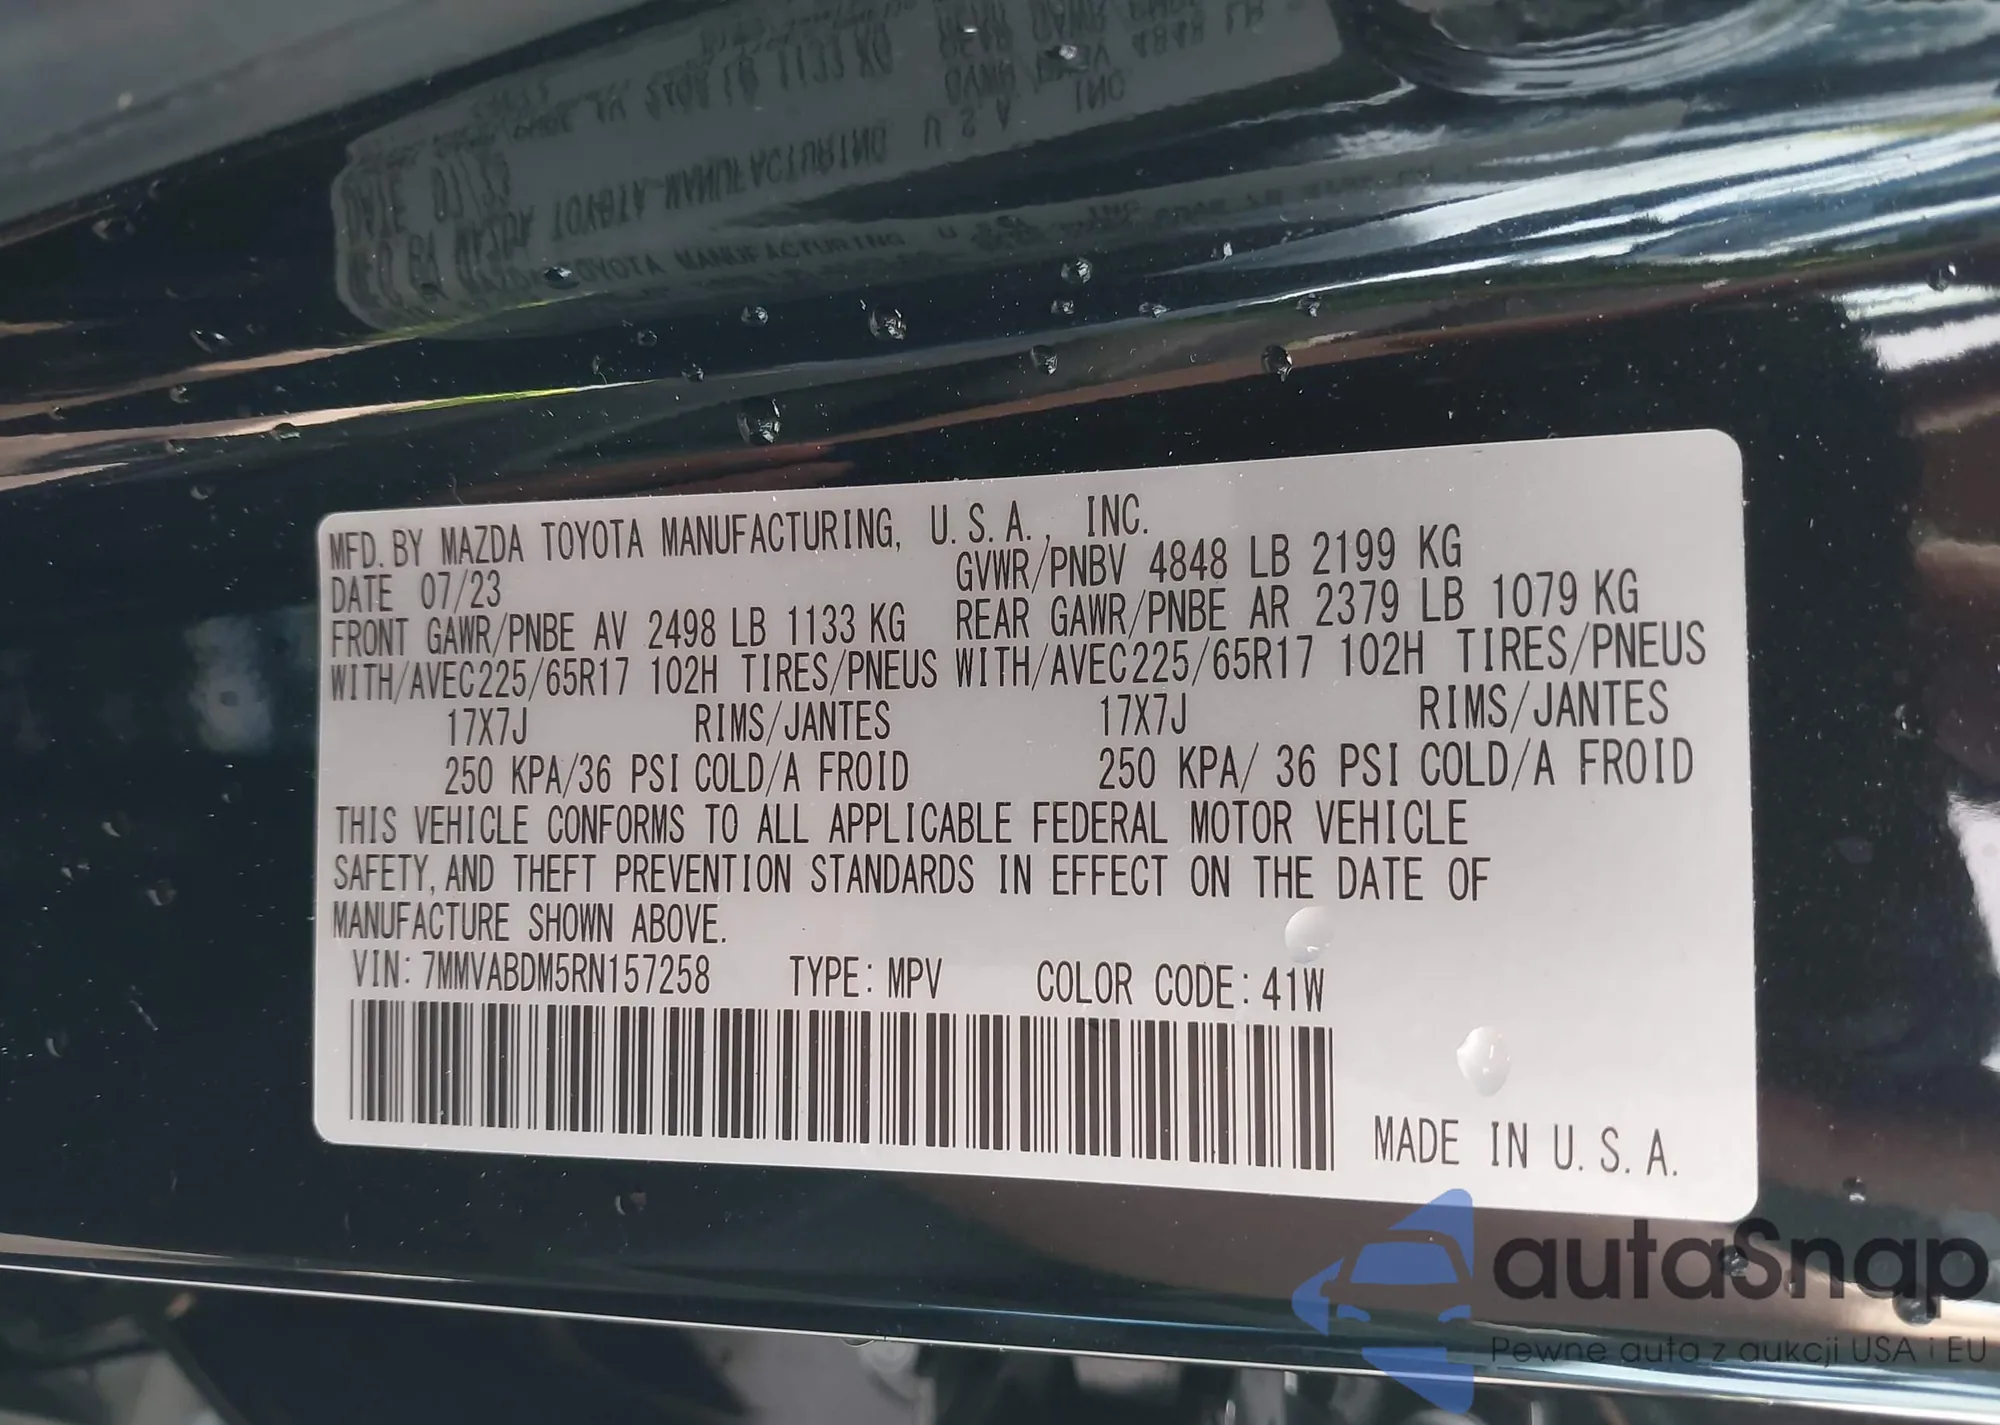 MFD. BY MAZDA TOYOTA MANUFACTURING, U.S.A., INC.
DATE 07/23 GVWR/PNBV 4848 LB 2199 KG
FRONT GAWR/PNBE AV 2498 LB 1133 KG REAR GAWR/PNBE AR 2379 LB 1079 KG
WITH/AVEC225/65R17 102H TIRES/PNEUS WITH/AVEC225/65R17 102H TIRES/PNEUS
17X7J RIMS/JANTES 17X7J RIMS/JANTES
250 KPA/36 PSI COLD/A FROID 250 KPA/ 36 PSI COLD/A FROID
THIS VEHICLE CONFORMS TO ALL APPLICABLE FEDERAL MOTOR VEHICLE
SAFETY, AND THEFT PREVENTION STANDARDS IN EFFECT ON THE DATE OF
MANUFACTURE SHOWN ABOVE.
VIN: 7MMVABDM5RN157258 TYPE: MPV COLOR CODE: 41W
MADE IN U.S.A.
autaSnap
Pewne auta z aukcji USA i EU